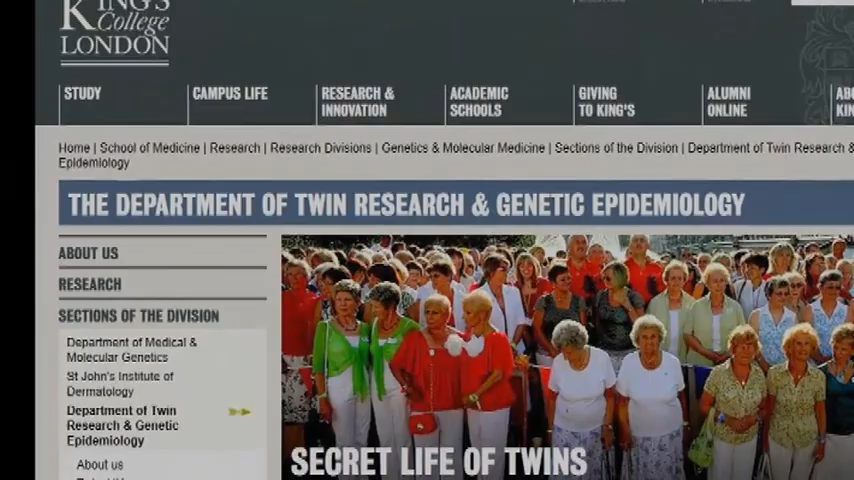 KING'S
College
LONDON
STUDY
CAMPUS LIFE
RESEARCH &
INNOVATION
ACADEMIC
SCHOOLS
GIVING
TO KING'S
ALUMNI
ONLINE
Home | School of Medicine | Research | Research Divisions | Genetics & Molecular Medicine | Sections of the Division | Department of Twin Research &
Epidemiology
THE DEPARTMENT OF TWIN RESEARCH & GENETIC EPIDEMIOLOGY
ABOUT US
RESEARCH
SECTIONS OF THE DIVISION
Department of Medical &
Molecular Genetics
St John's Institute of
Dermatology
Department of Twin
Research & Genetic
Epidemiology
About us
SECRET LIFE OF TWINS